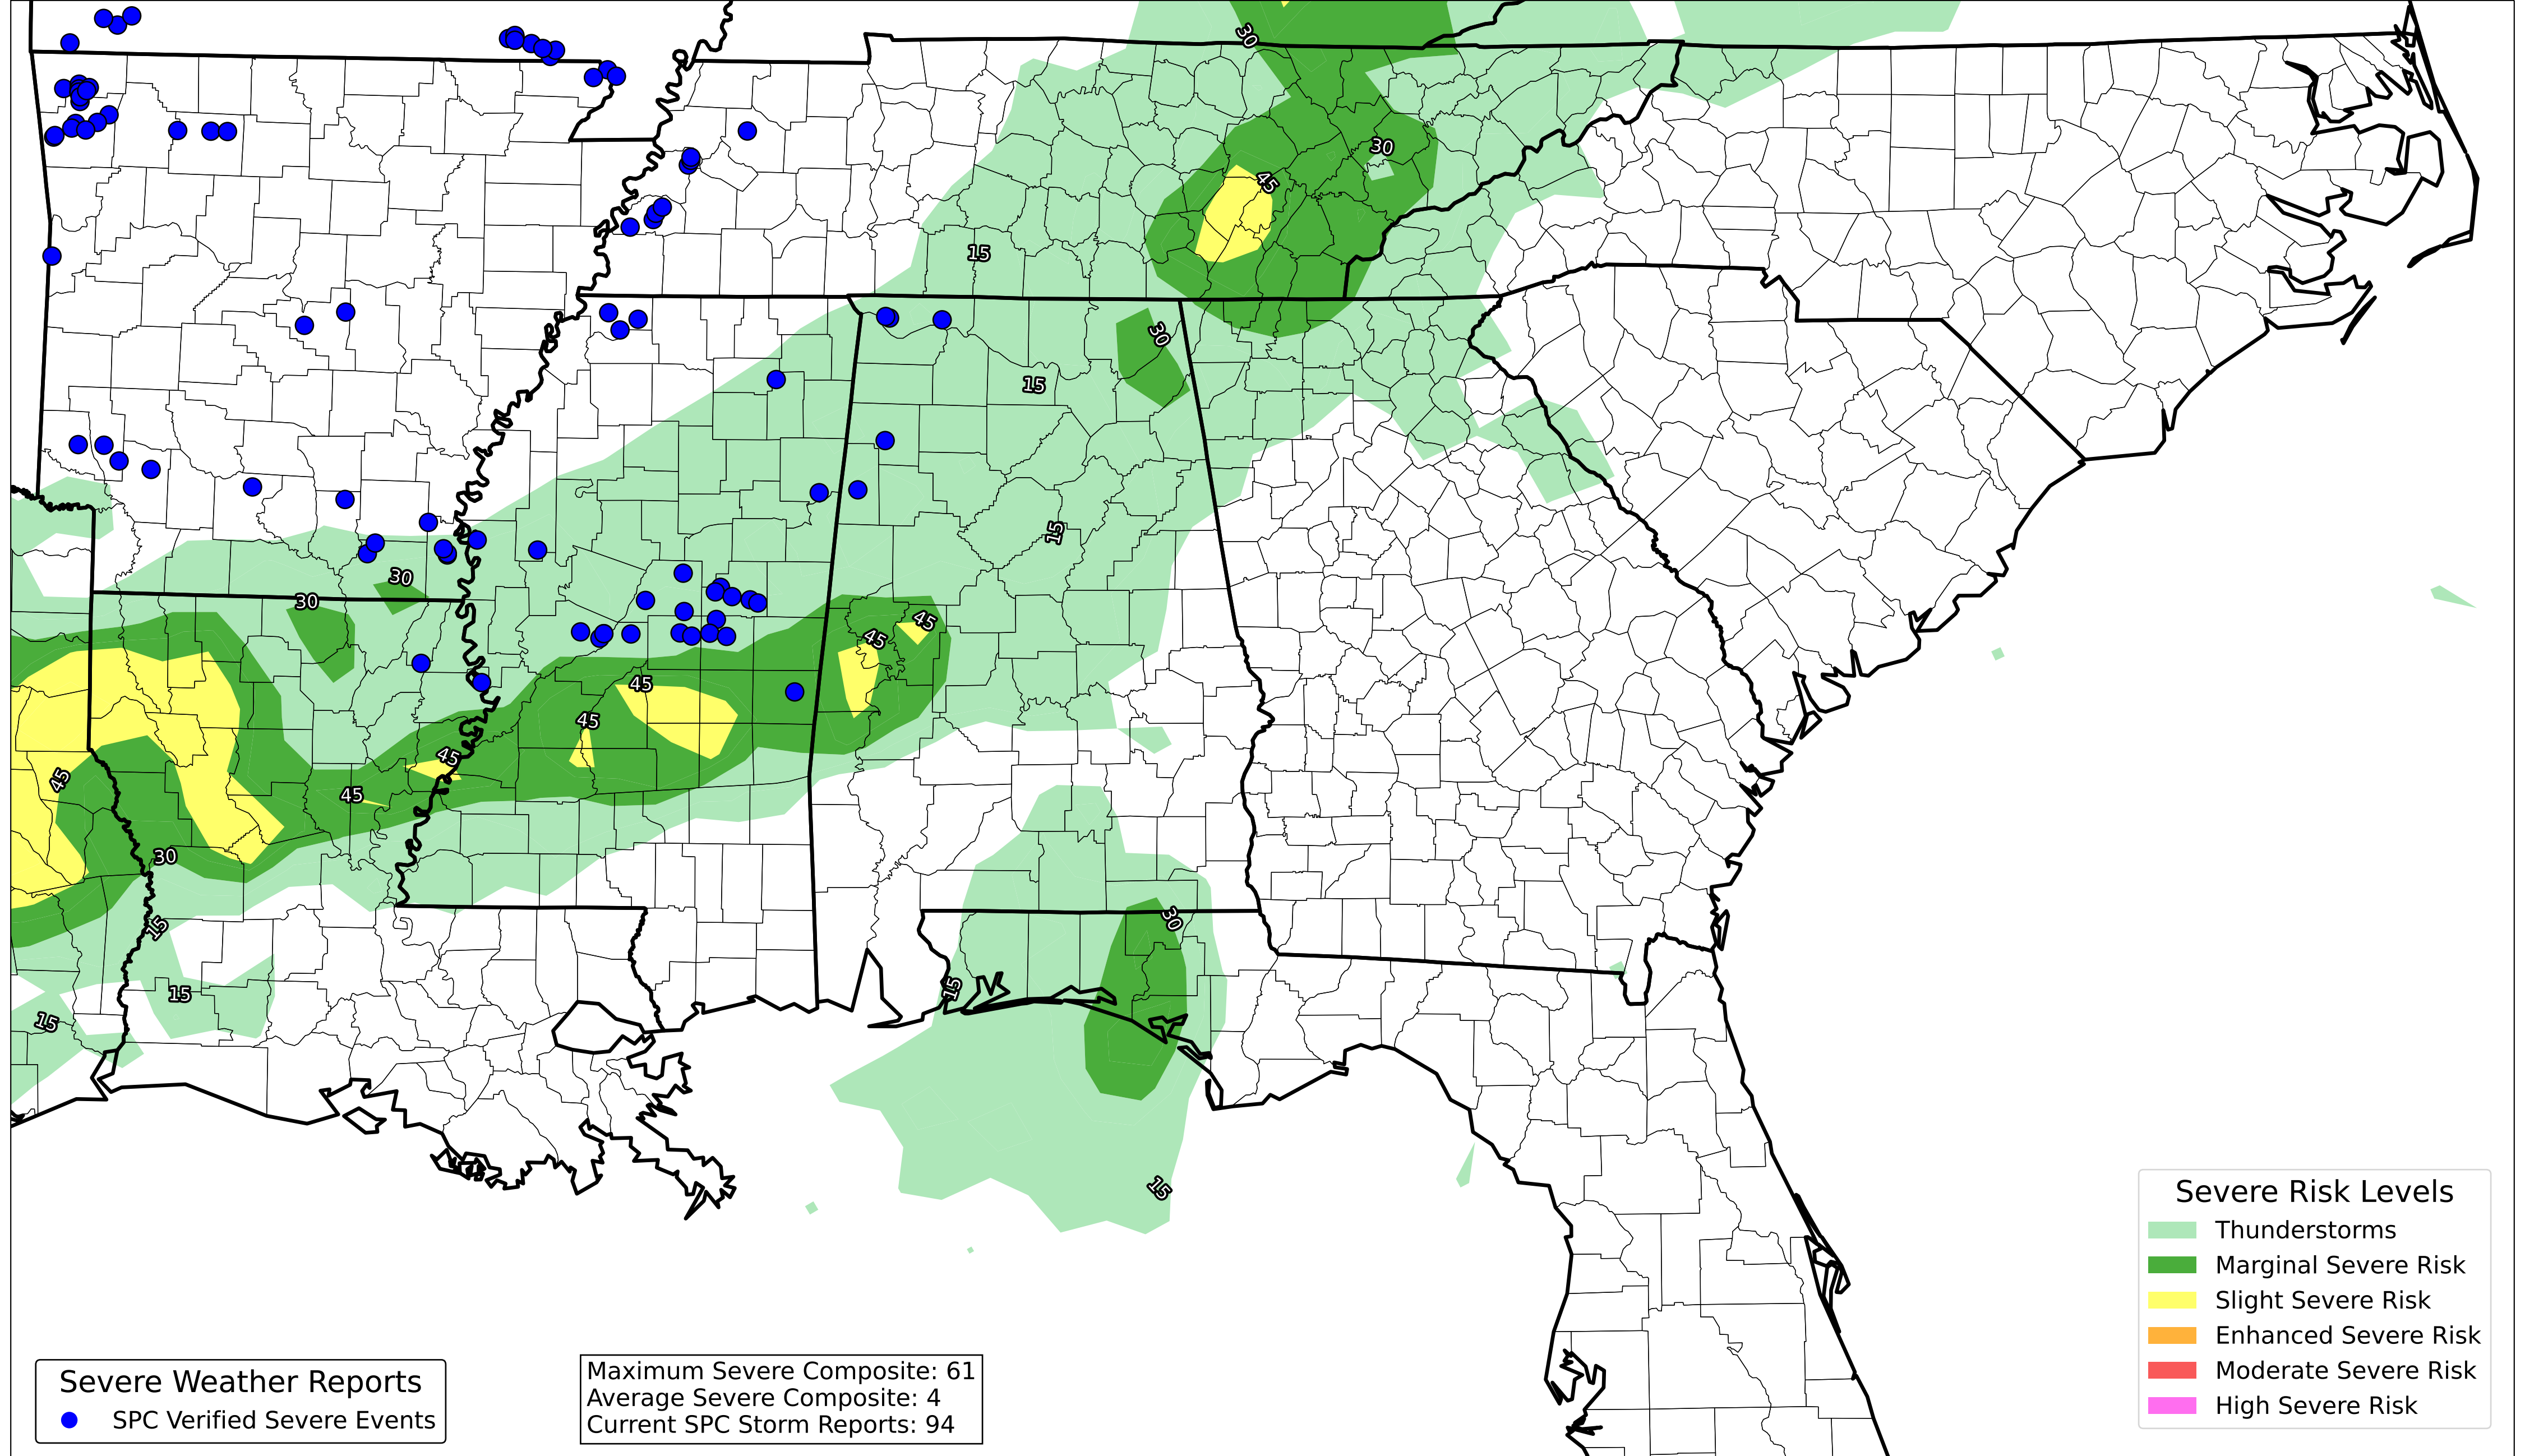 30
30
45
15
30
15
15
30
30
45
45
45
45
45
45
45
30
30
15
15
15
15
15
Severe Risk Levels
Thunderstorms
Marginal Severe Risk
Slight Severe Risk
Enhanced Severe Risk
Moderate Severe Risk
High Severe Risk
Severe Weather Reports
SPC Verified Severe Events
Maximum Severe Composite: 61
Average Severe Composite: 4
Current SPC Storm Reports: 94